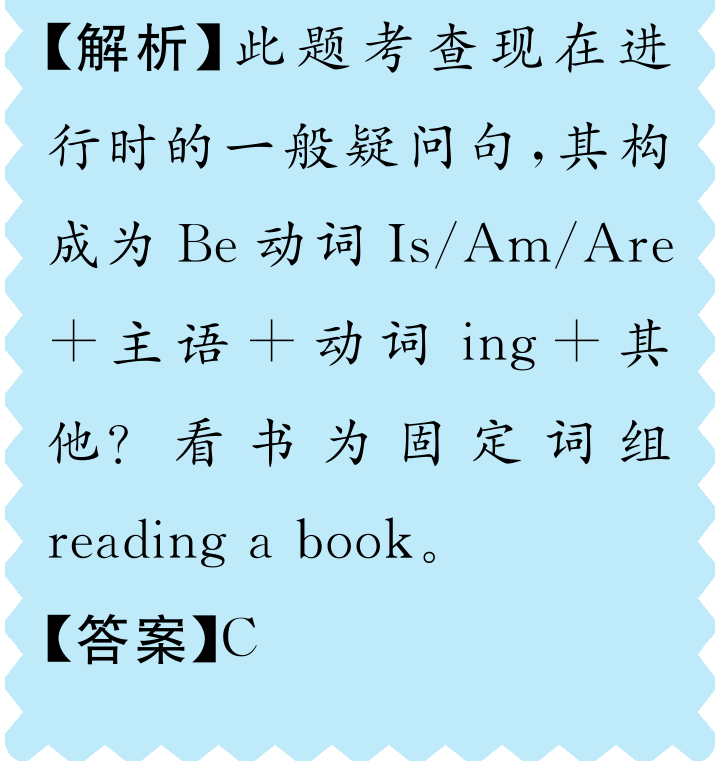 【解析】此题考查现在进
行时的一般疑问句,其构
成为 Be 动词 Is/Am/Are
+主语+动词 ing+其
他? 看书为固定词组
reading a book。
【答案】C